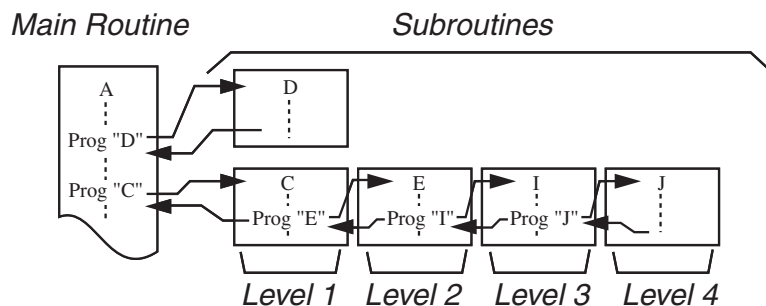 Main Routine Subroutines
A
Prog "D"
Prog "C"
D
C
Prog "E"
E
Prog "I"
I
Prog "J"
J
Level 1 Level 2 Level 3 Level 4